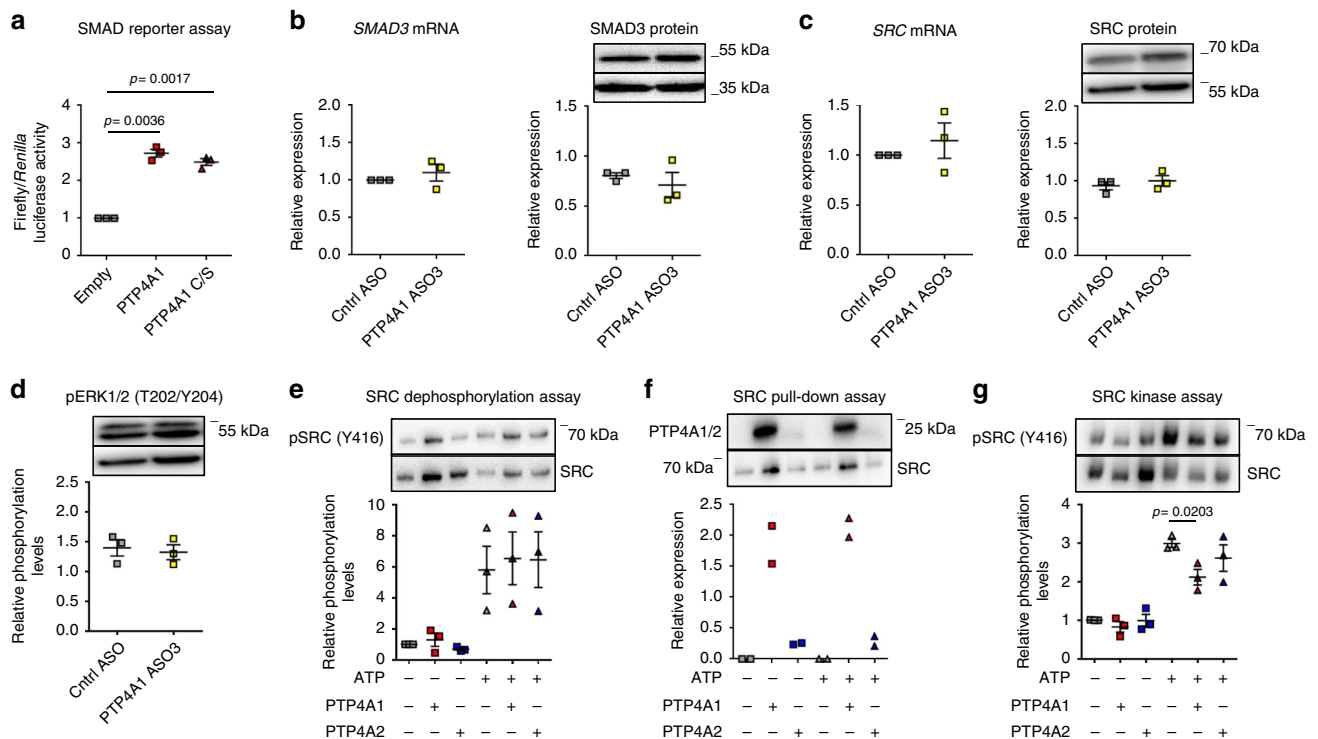 a
SMAD reporter assay
p= 0.0017
p= 0.0036
4
3
2
1
0
Firefly/Renilla
luciferase activity
Empty
PTP4A1
PTP4A1 C/S
b
SMAD3 mRNA
2.0
1.5
1.0
0.5
0.0
Relative expression
Cntrl ASO
PTP4A1 ASO3
SMAD3 protein
55 kDa
35 kDa
1.5
1.0
0.5
0.0
Relative expression
Cntrl ASO
PTP4A1 ASO3
c
SRC mRNA
1.5
1.0
0.5
0.0
Relative expression
Cntrl ASO
PTP4A1 ASO3
SRC protein
70 kDa
55 kDa
2.0
1.5
1.0
0.5
0.0
Relative expression
Cntrl ASO
PTP4A1 ASO3
d
pERK1/2 (T202/Y204)
55 kDa
2.5
2.0
1.5
1.0
0.5
0.0
Relative phosphorylation
levels
Cntrl ASO
PTP4A1 ASO3
e
SRC dephosphorylation assay
pSRC (Y416)
70 kDa
SRC
10
8
6
4
2
0
Relative phosphorylation
levels
ATP – – – + + +
PTP4A1 – + – – + –
PTP4A2 – – + – – +
f
SRC pull-down assay
PTP4A1/2
25 kDa
70 kDa
SRC
2.5
2.0
1.5
1.0
0.5
0.0
Relative expression
ATP – – – + + +
PTP4A1 – + – – + –
PTP4A2 – – + – – +
g
SRC kinase assay
pSRC (Y416)
70 kDa
SRC
4
3
2
1
0
p= 0.0203
Relative phosphorylation
levels
ATP – – – + + +
PTP4A1 – + – – + –
PTP4A2 – – + – – +